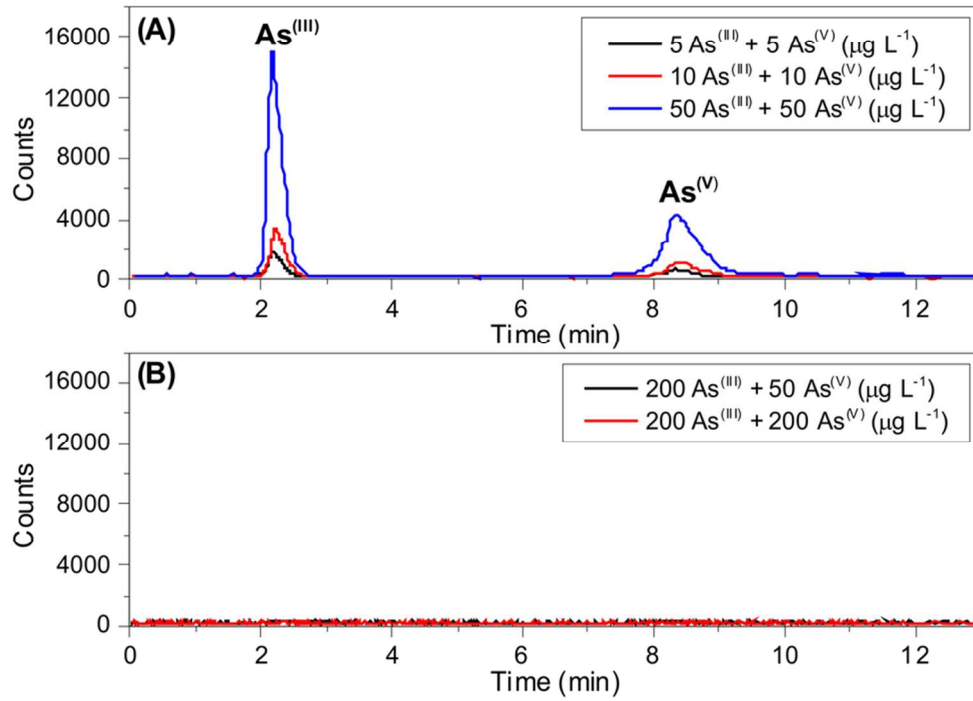 (A)
As(III)
As(V)
5 As(III) + 5 As(V) (μg L-1)
10 As(III) + 10 As(V) (μg L-1)
50 As(III) + 50 As(V) (μg L-1)
Counts
16000
12000
8000
4000
0
0 2 4 6 8 10 12
Time (min)
(B)
200 As(III) + 50 As(V) (μg L-1)
200 As(III) + 200 As(V) (μg L-1)
Counts
16000
12000
8000
4000
0
0 2 4 6 8 10 12
Time (min)